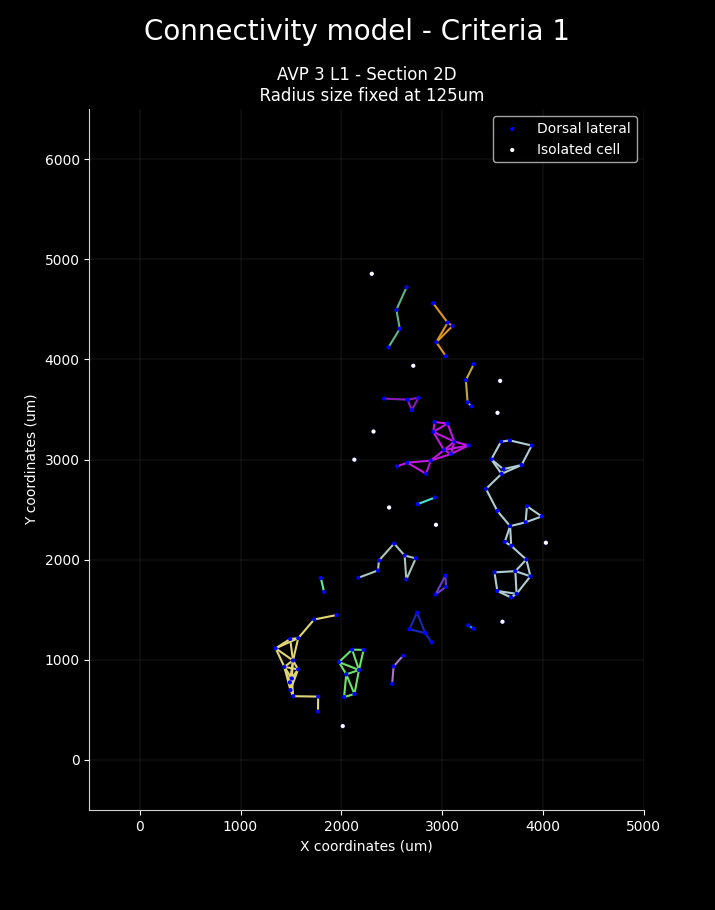 Connectivity model - Criteria 1
AVP 3 L1 - Section 2D
Radius size fixed at 125um
Dorsal lateral
Isolated cell
6000
5000
4000
3000
2000
1000
0
Y coordinates (um)
0 1000 2000 3000 4000 5000
X coordinates (um)